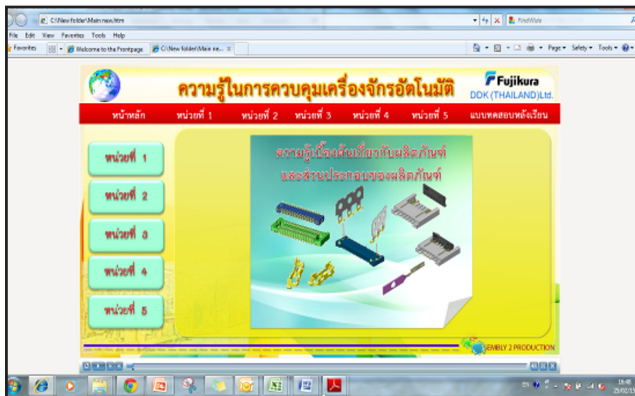 C:\New folder\Main new.htm
File Edit View Favorites Tools Help
Favorites
Welcome to the Frontpage
C:\New folder\Main ne...
Page Safety Tools
ความรู้ในการควบคุมเครื่องจักรอัตโนมัติ
Fujikura
DDK (THAILAND)Ltd.
หน้าหลัก หน่วยที่ 1 หน่วยที่ 2 หน่วยที่ 3 หน่วยที่ 4 หน่วยที่ 5 แบบทดสอบหลังเรียน
หน่วยที่ 1
หน่วยที่ 2
หน่วยที่ 3
หน่วยที่ 4
หน่วยที่ 5
ความรู้เบื้องต้นเกี่ยวกับผลิตภัณฑ์
และส่วนประกอบของผลิตภัณฑ์
SEMBLY 2 PRODUCTION
EN